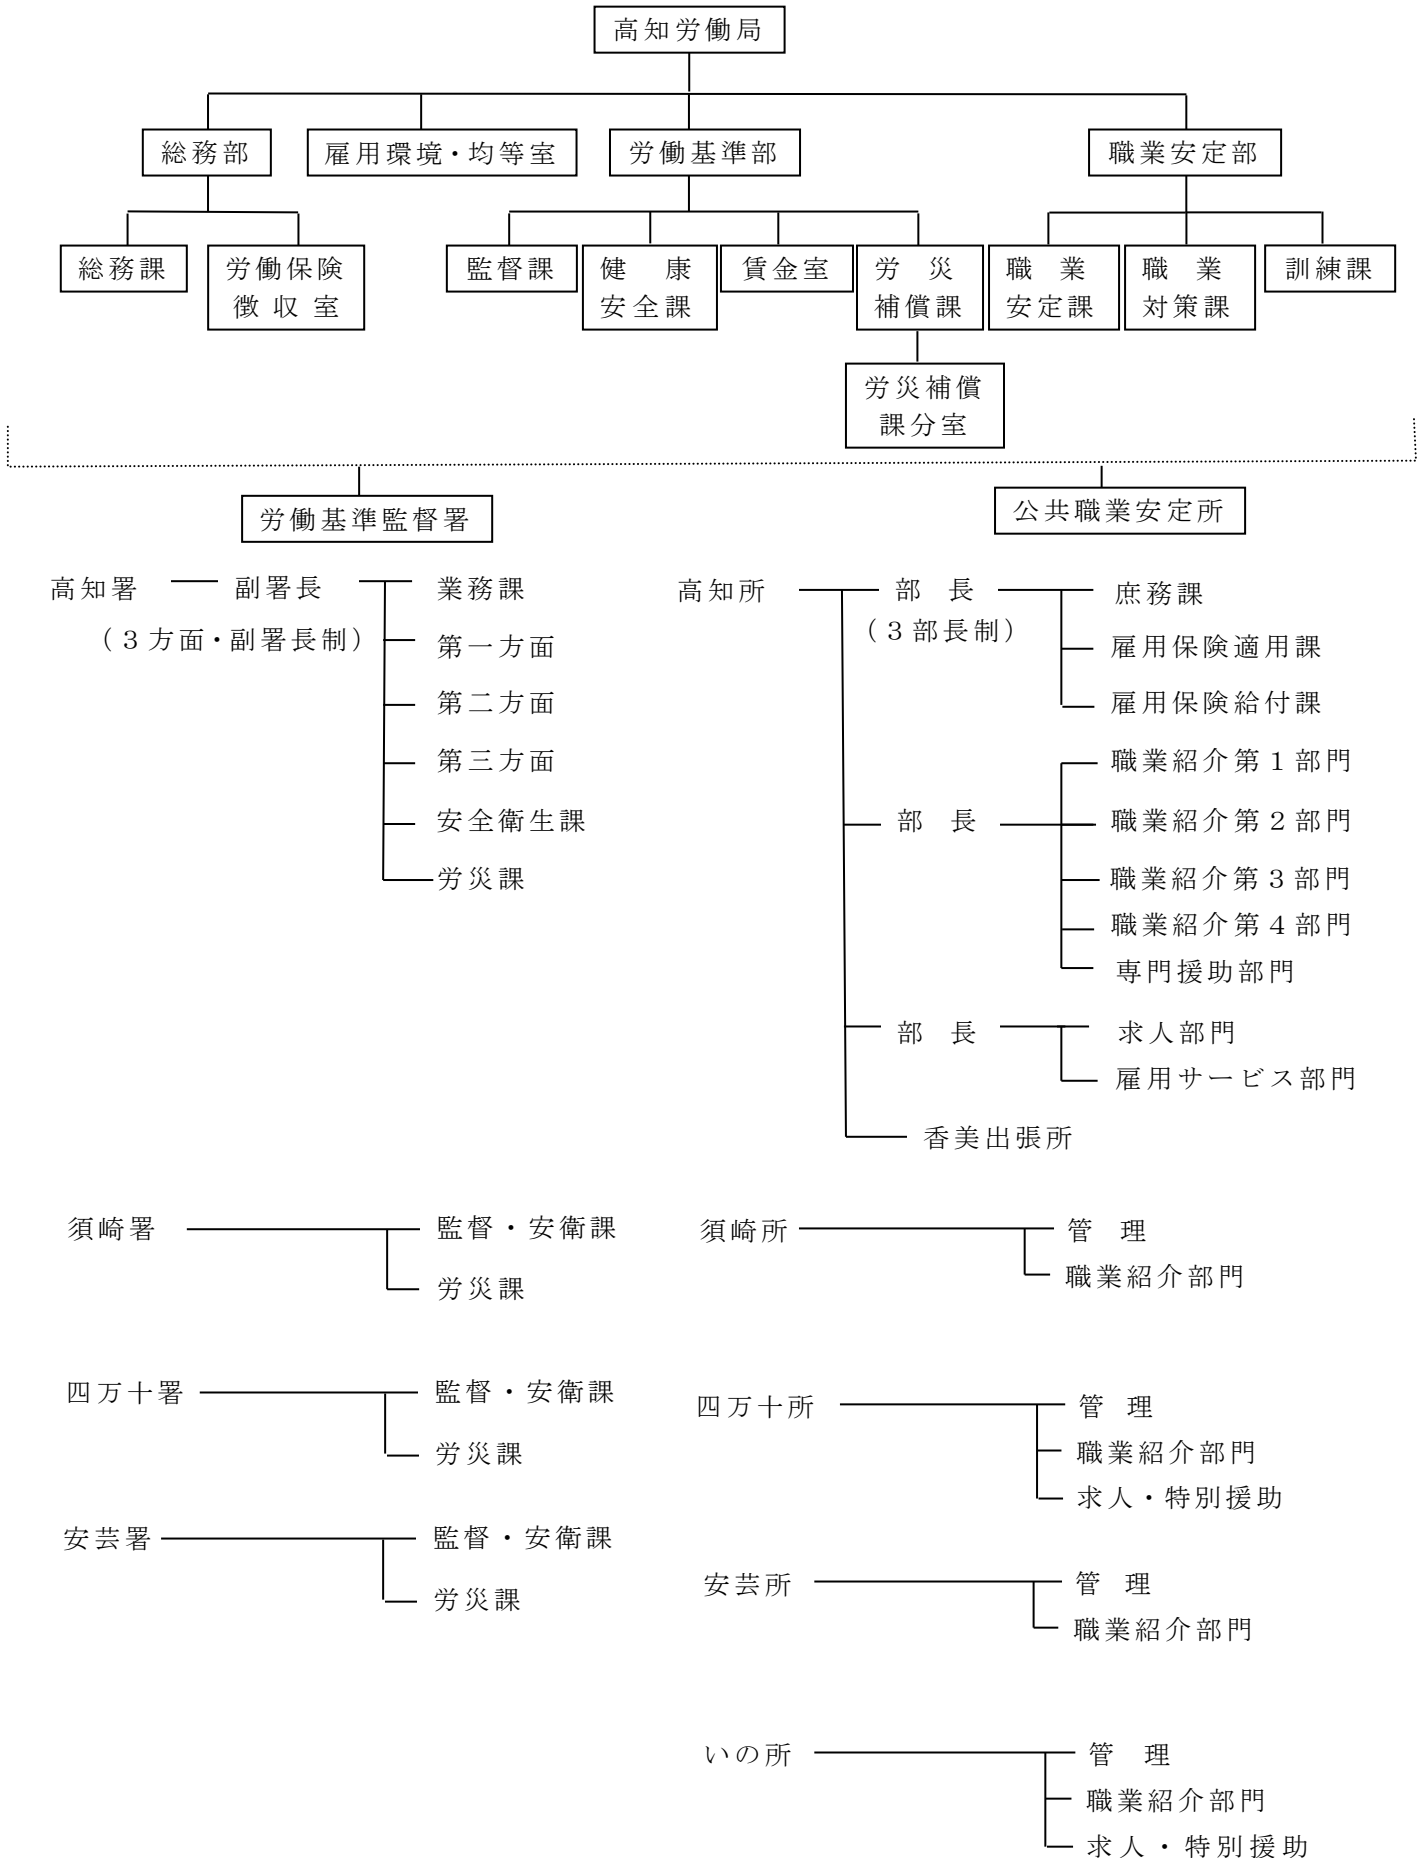 高知労働局
総務部
雇用環境・均等室
労働基準部
職業安定部
総務課
労働保険
徴収室
監督課
健康
安全課
賃金室
労災
補償課
職業
安定課
職業
対策課
訓練課
労災補償
課分室
労働基準監督署
公共職業安定所
高知署
副署長
(3方面・副署長制)
業務課
第一方面
第二方面
第三方面
安全衛生課
労災課
高知所
部長
(3部長制)
庶務課
雇用保険適用課
雇用保険給付課
部長
職業紹介第1部門
職業紹介第2部門
職業紹介第3部門
職業紹介第4部門
専門援助部門
部長
求人部門
雇用サービス部門
香美出張所
須崎署
監督・安衛課
労災課
須崎所
管理
職業紹介部門
四万十署
監督・安衛課
労災課
四万十所
管理
職業紹介部門
求人・特別援助
安芸署
監督・安衛課
労災課
安芸所
管理
職業紹介部門
いの所
管理
職業紹介部門
求人・特別援助